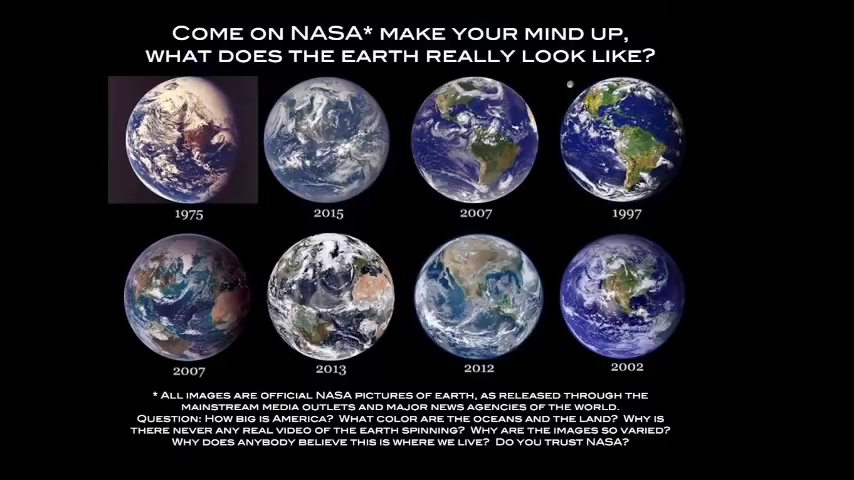 Come on NASA* make your mind up,
what does the earth really look like?
1975
2015
2007
1997
2007
2013
2012
2002
* All images are official NASA pictures of earth, as released through the
mainstream media outlets and major news agencies of the world.
Question: How big is America? What color are the oceans and the land? Why is
there never any real video of the earth spinning? Why are the images so varied?
Why does anybody believe this is where we live? Do you trust NASA?